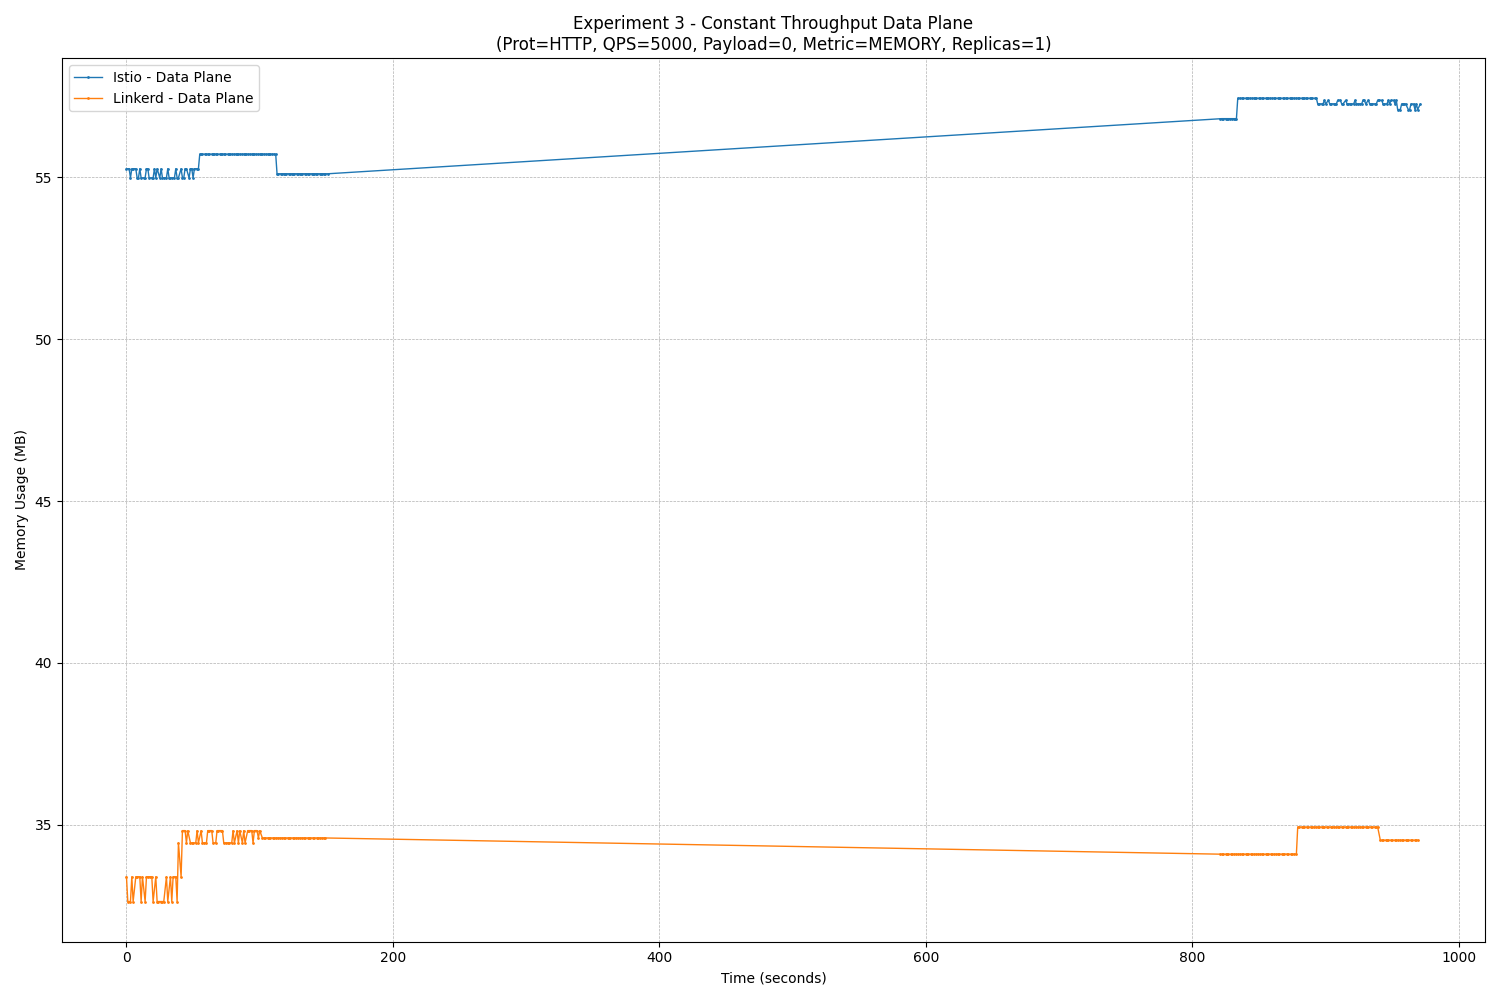 Experiment 3 - Constant Throughput Data Plane
(Prot=HTTP, QPS=5000, Payload=0, Metric=MEMORY, Replicas=1)
Istio - Data Plane
Linkerd - Data Plane
Memory Usage (MB)
55
50
45
40
35
0
200
400
600
800
1000
Time (seconds)